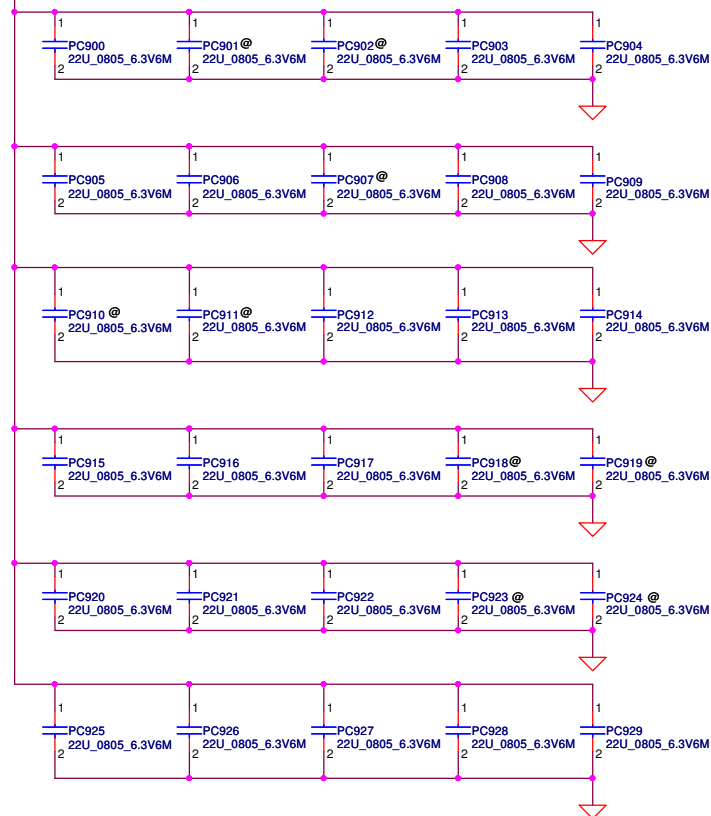 1 1 1 1 1
PC900 PC901@ PC902@ PC903 PC904
22U_0805_6.3V6M 22U_0805_6.3V6M 22U_0805_6.3V6M 22U_0805_6.3V6M 22U_0805_6.3V6M
2 2 2 2 2
1 1 1 1 1
PC905 PC906 PC907@ PC908 PC909
22U_0805_6.3V6M 22U_0805_6.3V6M 22U_0805_6.3V6M 22U_0805_6.3V6M 22U_0805_6.3V6M
2 2 2 2 2
1 1 1 1 1
PC910 @ PC911@ PC912 PC913 PC914
22U_0805_6.3V6M 22U_0805_6.3V6M 22U_0805_6.3V6M 22U_0805_6.3V6M 22U_0805_6.3V6M
2 2 2 2 2
1 1 1 1 1
PC915 PC916 PC917 PC918@ PC919@
22U_0805_6.3V6M 22U_0805_6.3V6M 22U_0805_6.3V6M 22U_0805_6.3V6M 22U_0805_6.3V6M
2 2 2 2 2
1 1 1 1 1
PC920 PC921 PC922 PC923 @ PC924 @
22U_0805_6.3V6M 22U_0805_6.3V6M 22U_0805_6.3V6M 22U_0805_6.3V6M 22U_0805_6.3V6M
2 2 2 2 2
1 1 1 1 1
PC925 PC926 PC927 PC928 PC929
22U_0805_6.3V6M 22U_0805_6.3V6M 22U_0805_6.3V6M 22U_0805_6.3V6M 22U_0805_6.3V6M
2 2 2 2 2